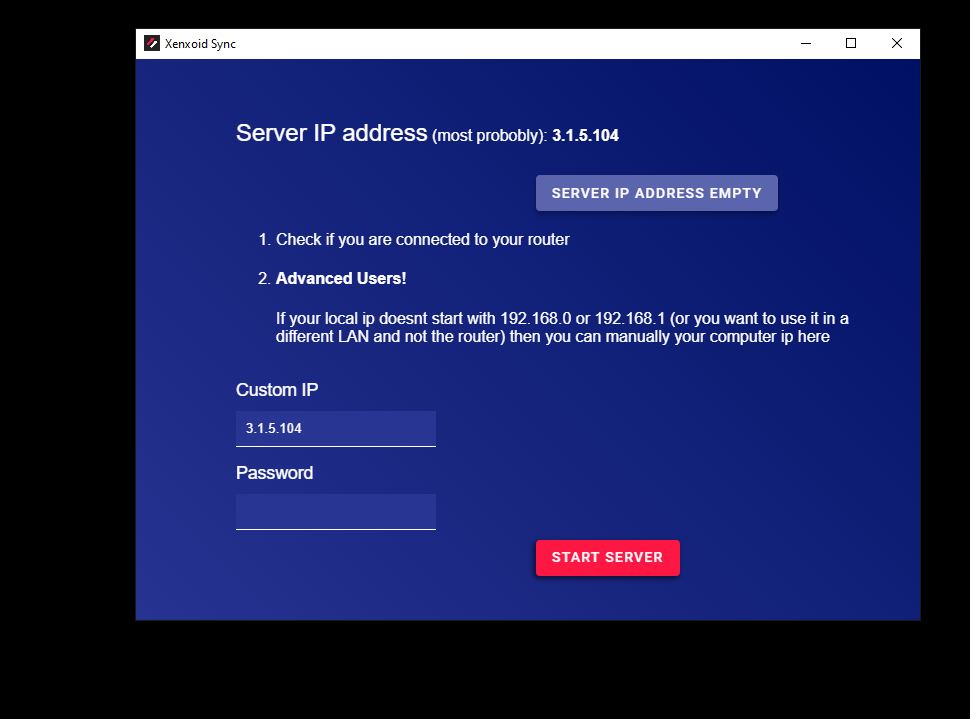 Xenxoid Sync
Server IP address (most probobly): 3.1.5.104
SERVER IP ADDRESS EMPTY
1. Check if you are connected to your router
2. Advanced Users!
If your local ip doesnt start with 192.168.0 or 192.168.1 (or you want to use it in a
different LAN and not the router) then you can manually your computer ip here
Custom IP
3.1.5.104
Password
START SERVER